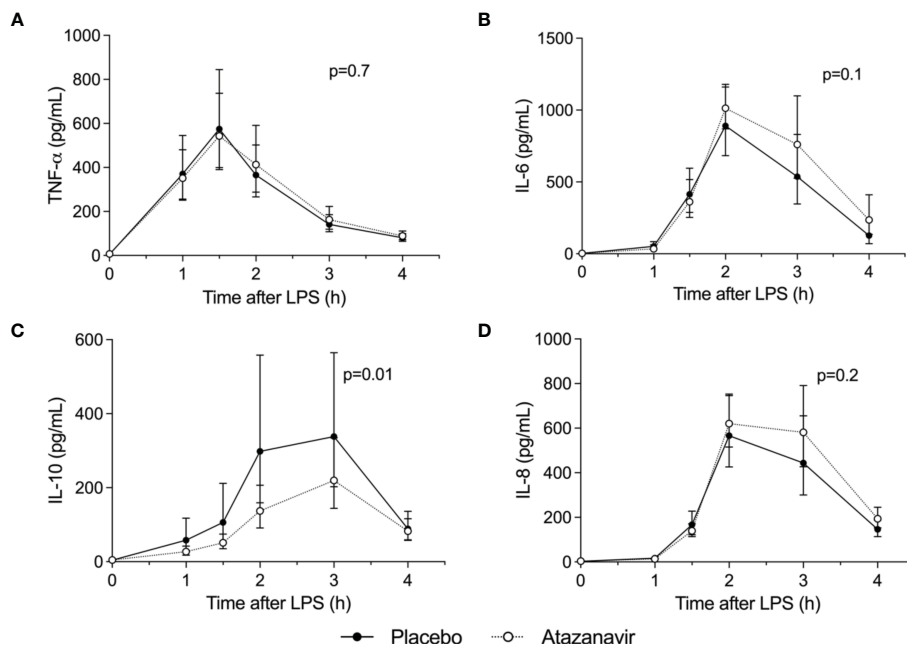 A
1000
800
600
400
200
0
TNF-α (pg/mL)
p=0.7
0 1 2 3 4
Time after LPS (h)
B
1500
1000
500
0
IL-6 (pg/mL)
p=0.1
0 1 2 3 4
Time after LPS (h)
C
600
400
200
0
IL-10 (pg/mL)
p=0.01
0 1 2 3 4
Time after LPS (h)
D
1000
800
600
400
200
0
IL-8 (pg/mL)
p=0.2
0 1 2 3 4
Time after LPS (h)
Placebo Atazanavir